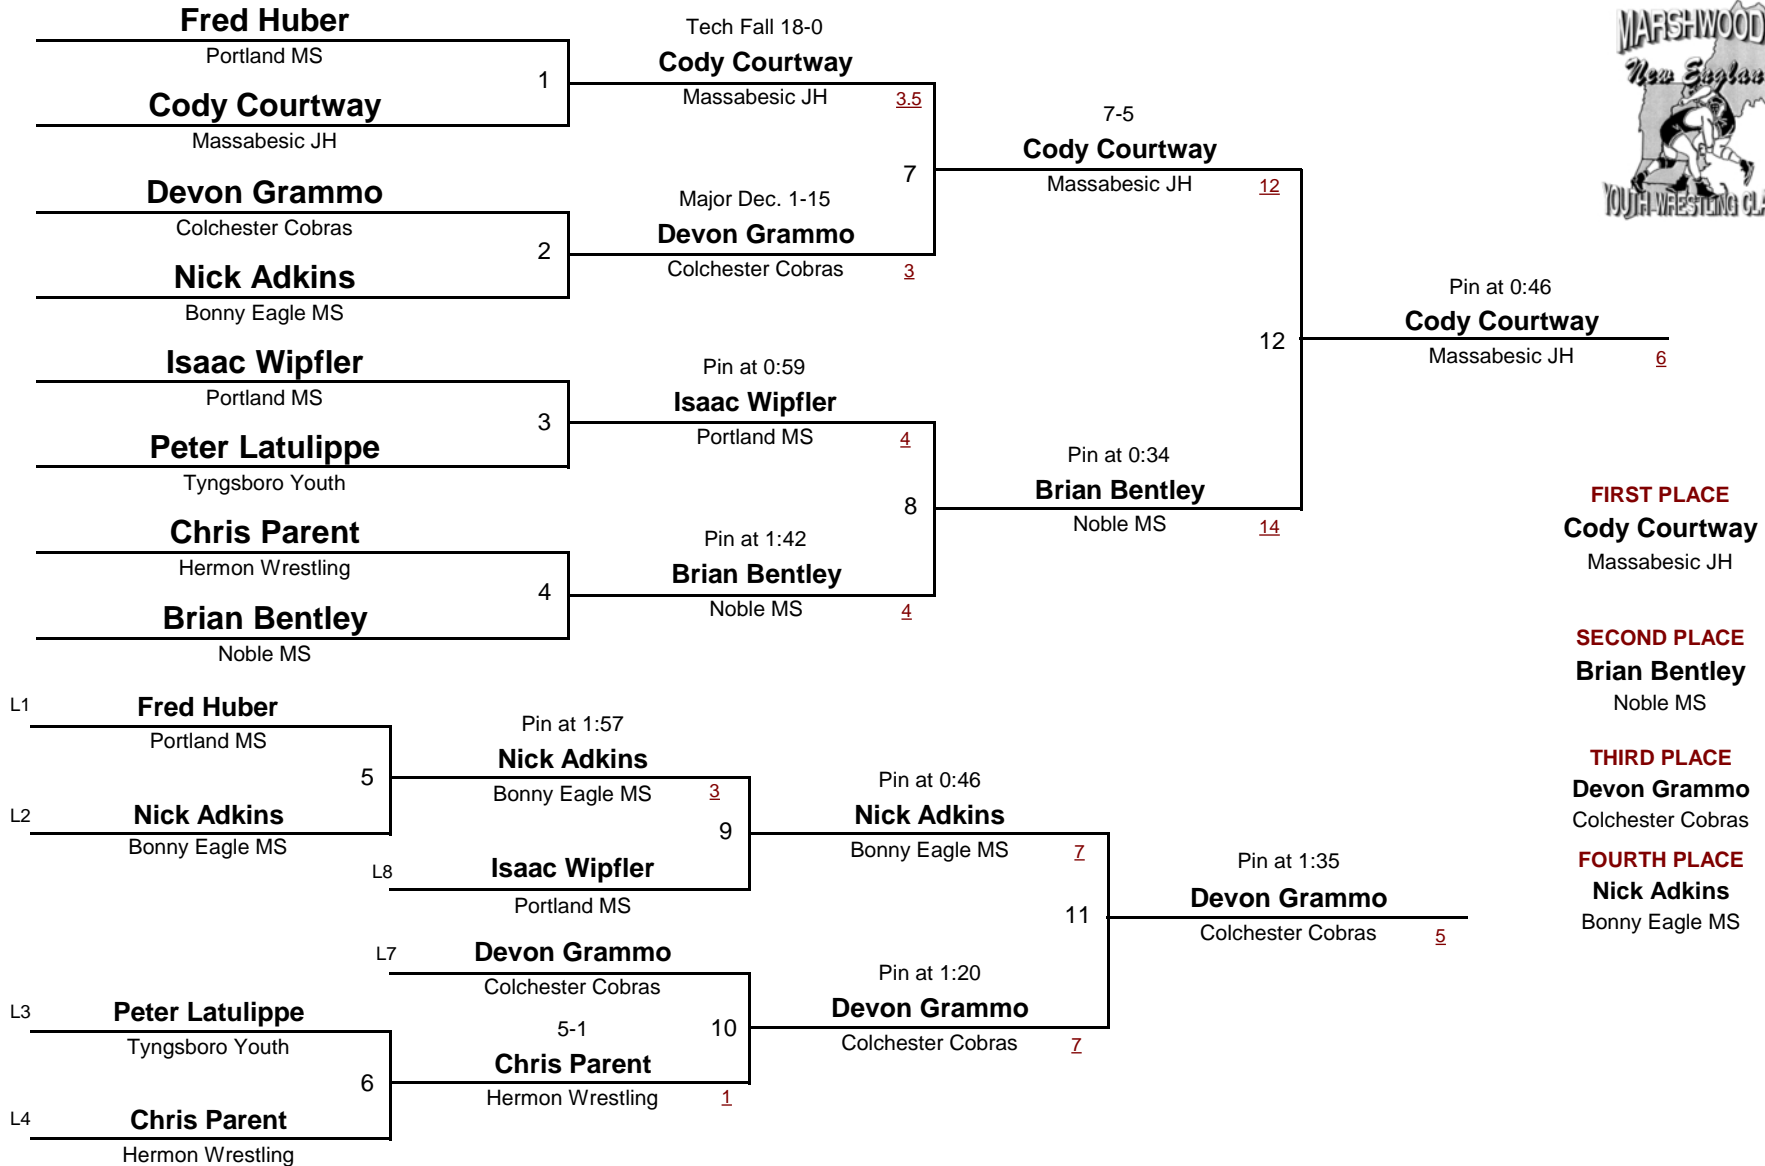 Fred Huber
Portland MS
1
Cody Courtway
Massabesic JH
Devon Grammo
Colchester Cobras
2
Nick Adkins
Bonny Eagle MS
Isaac Wipfler
Portland MS
3
Peter Latulippe
Tyngsboro Youth
Chris Parent
Hermon Wrestling
4
Brian Bentley
Noble MS
Tech Fall 18-0
Cody Courtway
Massabesic JH 3.5
7
Major Dec. 1-15
Devon Grammo
Colchester Cobras 3
Pin at 0:59
Isaac Wipfler
Portland MS 4
8
Pin at 1:42
Brian Bentley
Noble MS 4
7-5
Cody Courtway
Massabesic JH 12
12
Pin at 0:34
Brian Bentley
Noble MS 14
Pin at 0:46
Cody Courtway
Massabesic JH 6
MARSHWOOD
New England
YOUTH WRESTLING
FIRST PLACE
Cody Courtway
Massabesic JH
SECOND PLACE
Brian Bentley
Noble MS
THIRD PLACE
Devon Grammo
Colchester Cobras
FOURTH PLACE
Nick Adkins
Bonny Eagle MS
L1 Fred Huber
Portland MS
5
L2 Nick Adkins
Bonny Eagle MS
L3 Peter Latulippe
Tyngsboro Youth
6
L4 Chris Parent
Hermon Wrestling
Pin at 1:57
Nick Adkins
Bonny Eagle MS 3
9
L8 Isaac Wipfler
Portland MS
L7 Devon Grammo
Colchester Cobras
5-1 10
Chris Parent
Hermon Wrestling 1
Pin at 0:46
Nick Adkins
Bonny Eagle MS 7
11
Pin at 1:20
Devon Grammo
Colchester Cobras 7
Pin at 1:35
Devon Grammo
Colchester Cobras 5